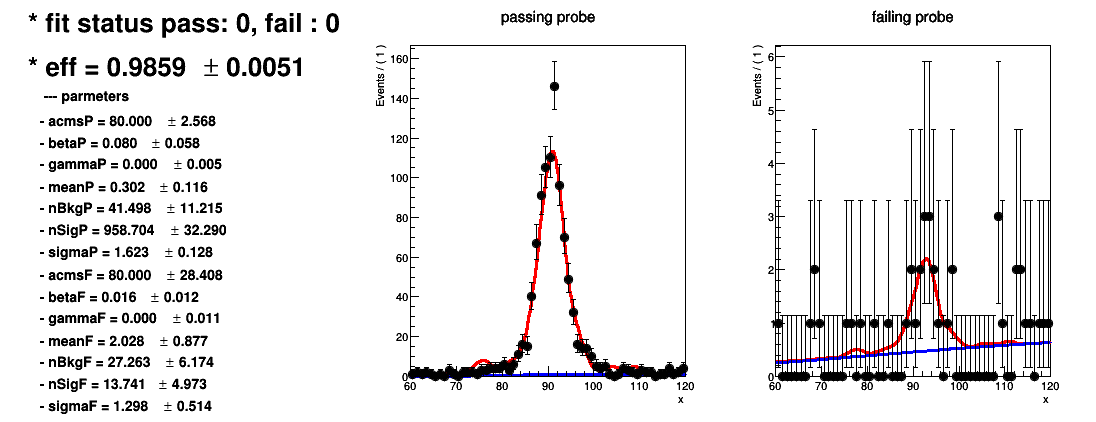 * fit status pass: 0, fail : 0
* eff = 0.9859 ± 0.0051
--- parmeters
- acmsP = 80.000 ± 2.568
- betaP = 0.080 ± 0.058
- gammaP = 0.000 ± 0.005
- meanP = 0.302 ± 0.116
- nBkgP = 41.498 ± 11.215
- nSigP = 958.704 ± 32.290
- sigmaP = 1.623 ± 0.128
- acmsF = 80.000 ± 28.408
- betaF = 0.016 ± 0.012
- gammaF = 0.000 ± 0.011
- meanF = 2.028 ± 0.877
- nBkgF = 27.263 ± 6.174
- nSigF = 13.741 ± 4.973
- sigmaF = 1.298 ± 0.514
passing probe
Events / ( 1 )
160
140
120
100
80
60
40
20
0
60 70 80 90 100 110 120
x
failing probe
Events / ( 1 )
6
5
4
3
2
1
0
60 70 80 90 100 110 120
x